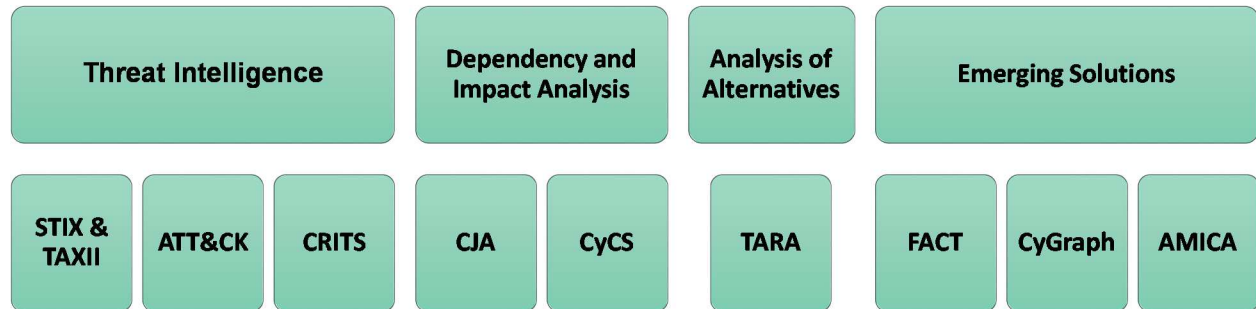 Threat Intelligence
Dependency and
Impact Analysis
Analysis of
Alternatives
Emerging Solutions
STIX &
TAXII
ATT&CK
CRITS
CJA
CyCS
TARA
FACT
CyGraph
AMICA